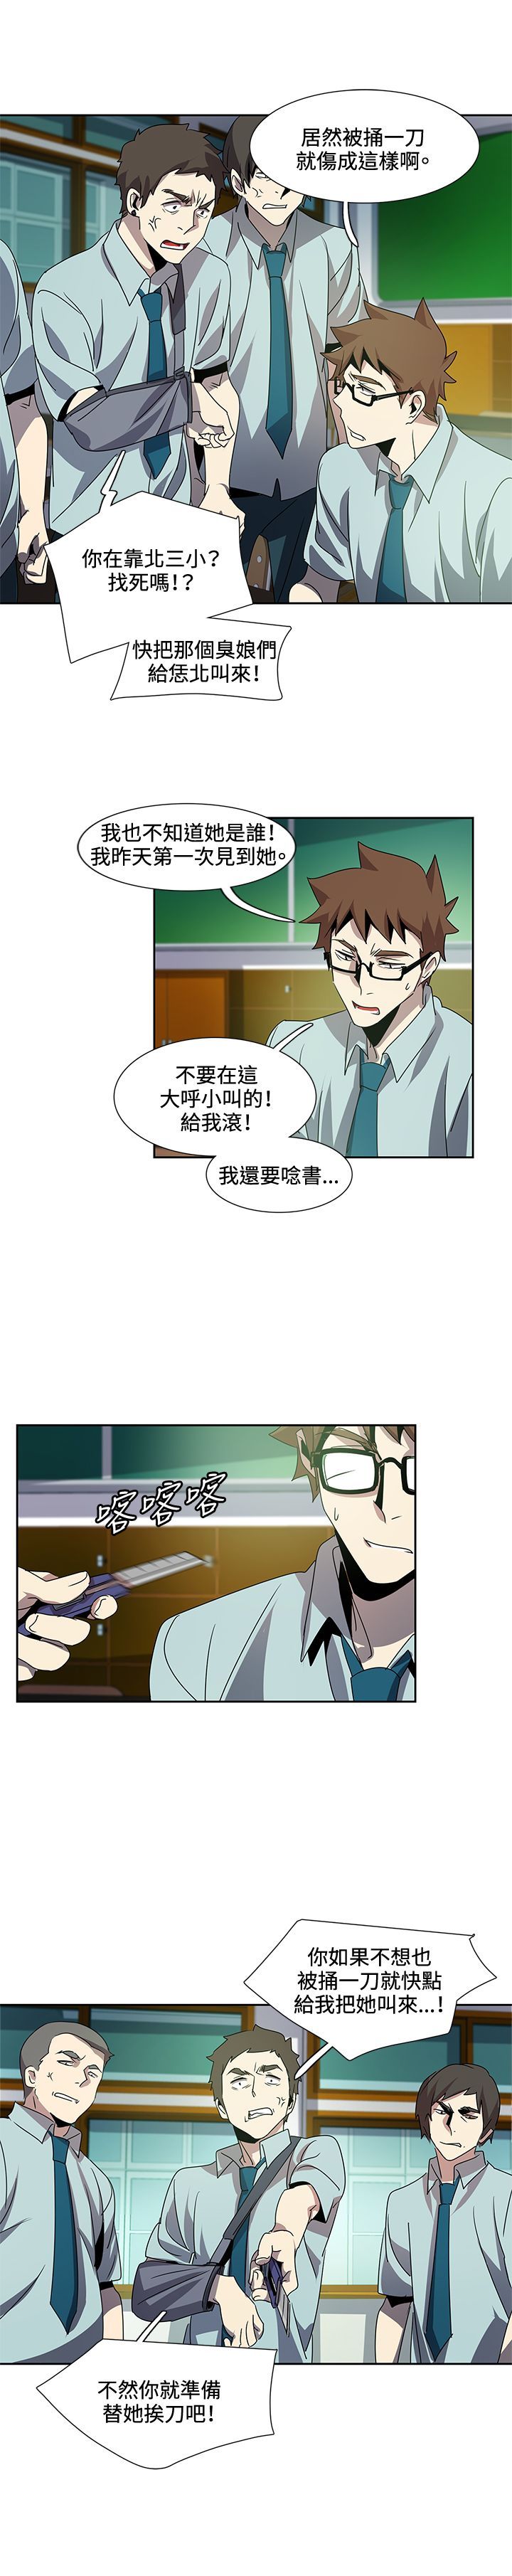 居然被捅一刀
就傷成這樣啊。
你在靠北三小？
找死嗎！？
快把那個臭娘們
給恁北叫來！
我也不知道她是誰！
我昨天第一次見到她。
不要在這
大呼小叫的！
給我滾！
我還要唸書...
喀喀喀
你如果不想也
被捅一刀就快點
給我把她叫來...！
不然你就準備
替她挨刀吧！